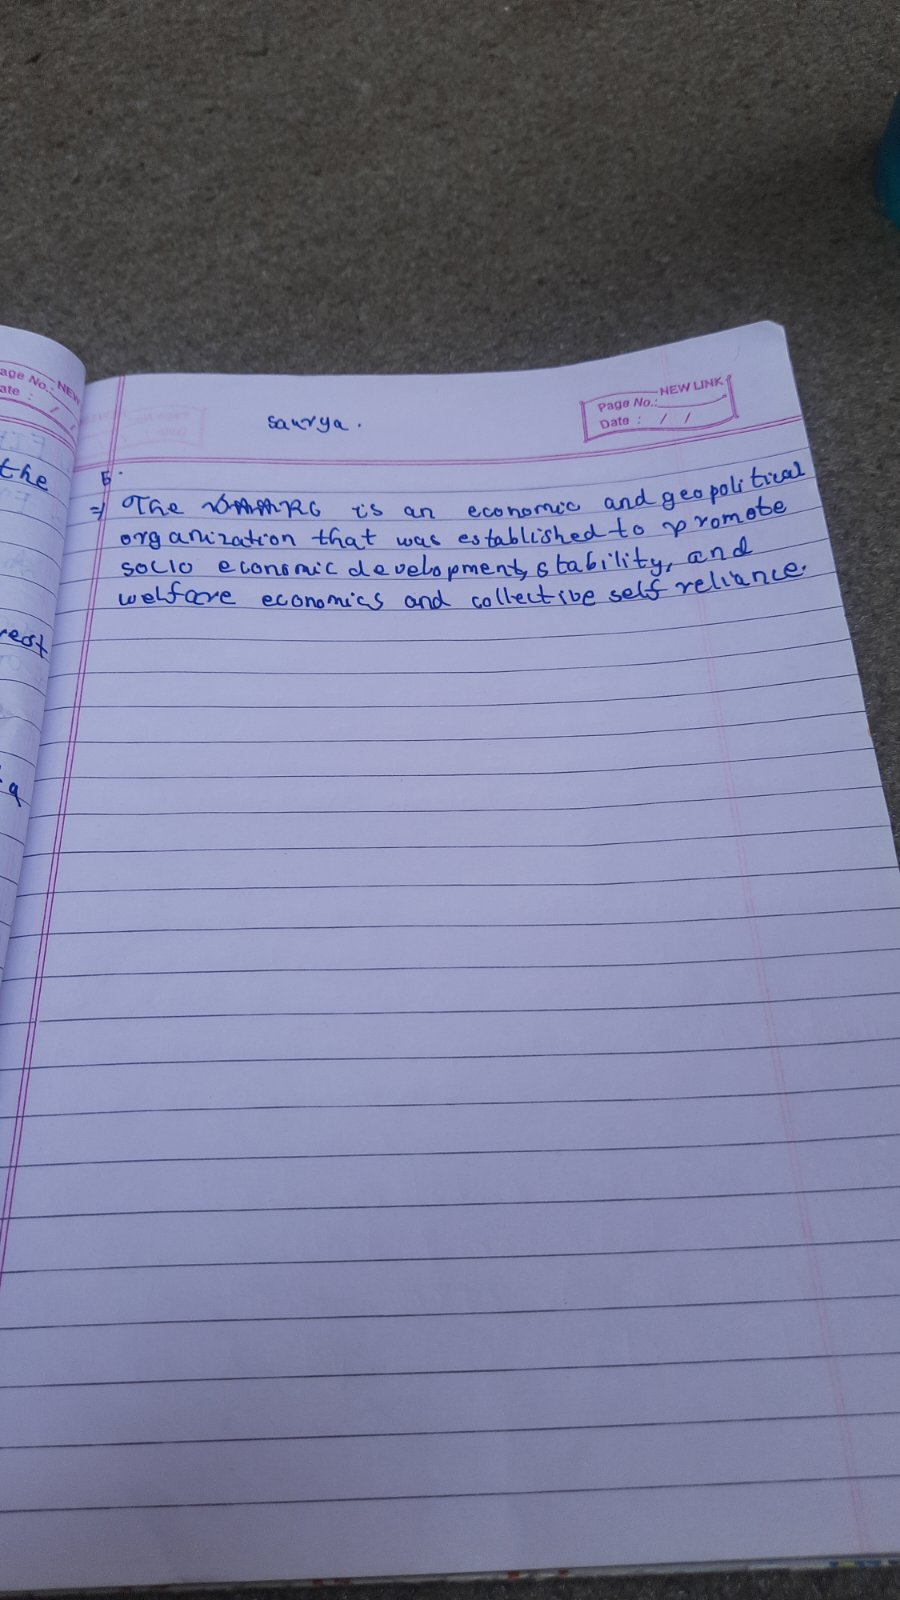 age No.: NEW
ate : /
the
rest
a
NEW LINK
Page No.:
Date : / /
Saurya.
5.
⇒ The SAARC is an economic and geopolitical
organization that was established to promote
socio economic development, stability, and
welfare economics and collective self reliance.